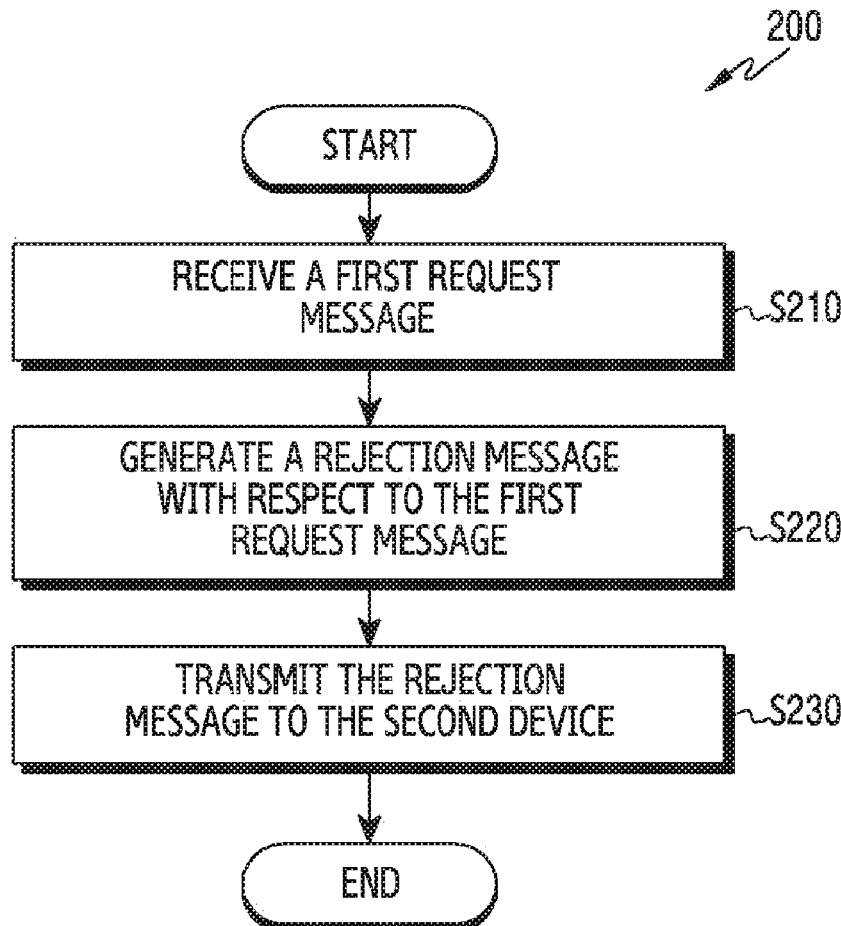 200
START
RECEIVE A FIRST REQUEST
MESSAGE
S210
GENERATE A REJECTION MESSAGE
WITH RESPECT TO THE FIRST
REQUEST MESSAGE
S220
TRANSMIT THE REJECTION
MESSAGE TO THE SECOND DEVICE
S230
END